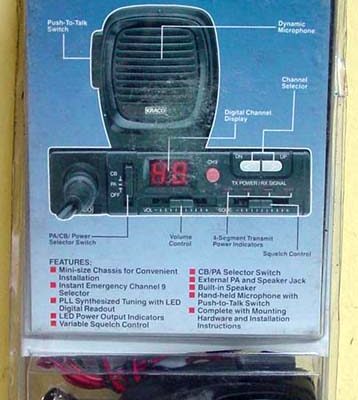 Push-To-Talk
Switch
Dynamic
Microphone
Channel
Selector
KRACO
Digital Channel
Display
CB
PA
OFF
40
CH9
DN
UP
TX POWER / RX SIGNAL
VOL
SQUE
PA/CB/ Power
Selector Switch
Volume
Control
4-Segment Transmit
Power Indicators
Squelch Control
FEATURES:
Mini-size Chassis for Convenient
Installation
Instant Emergency Channel 9
Selector
PLL Synthesized Tuning with LED
Digital Readout
LED Power Output Indicators
Variable Squelch Control
CB/PA Selector Switch
External PA and Speaker Jack
Built-in Speaker
Hand-held Microphone with
Push-to-Talk Switch
Complete with Mounting
Hardware and Installation
Instructions